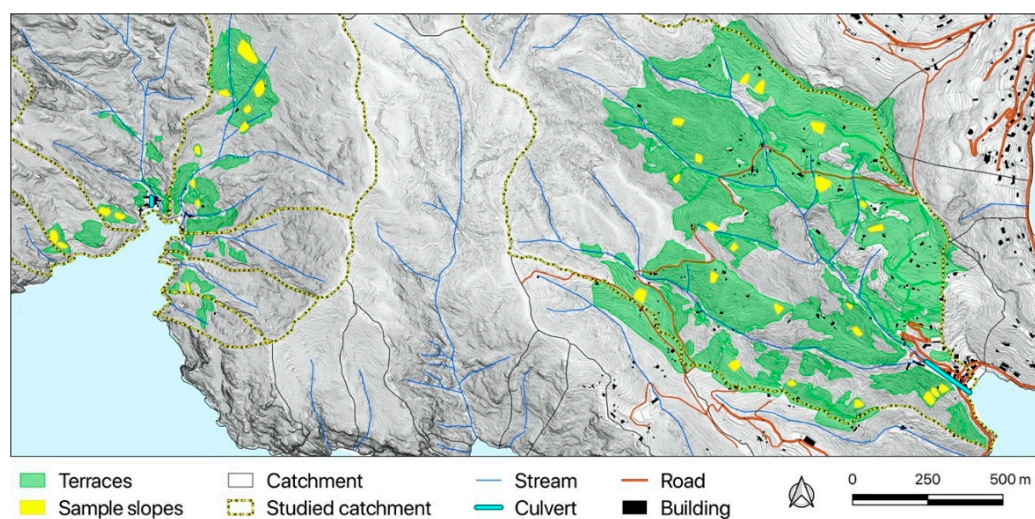 Terraces
Catchment
Stream
Road
0 250 500 m
Sample slopes
Studied catchment
Culvert
Building